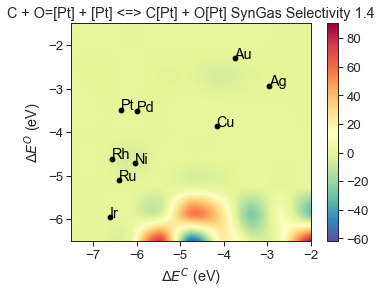 C + O=[Pt] + [Pt] <=> C[Pt] + O[Pt] SynGas Selectivity 1.4
−2
−3
−4
−5
−6
ΔE^O (eV)
Au
Ag
Cu
Pt Pd
Rh Ni
Ru
Ir
−7 −6 −5 −4 −3 −2
ΔE^C (eV)
80
60
40
20
0
−20
−40
−60